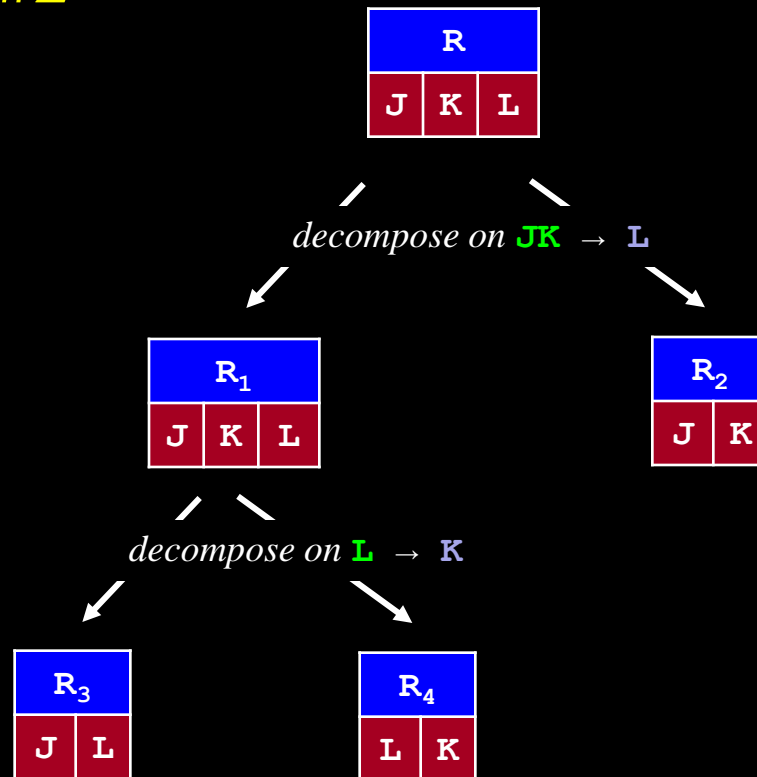 R
J K L
decompose on JK → L
R1
J K L
R2
J K
decompose on L → K
R3
J L
R4
L K